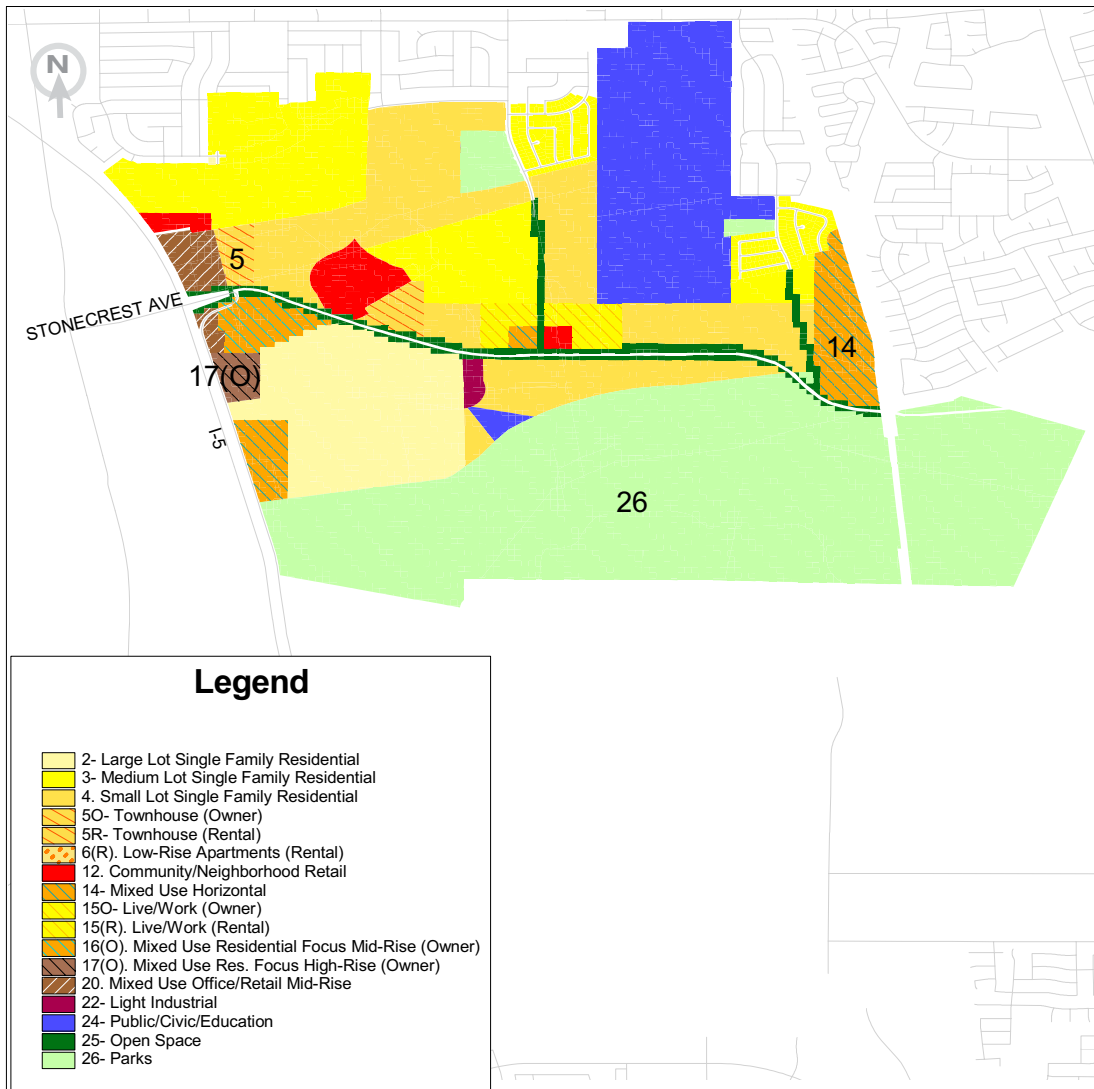 N
5
STONECREST AVE
14
17(O)
I-5
26
Legend
2- Large Lot Single Family Residential
3- Medium Lot Single Family Residential
4. Small Lot Single Family Residential
5O- Townhouse (Owner)
5R- Townhouse (Rental)
6(R). Low-Rise Apartments (Rental)
12. Community/Neighborhood Retail
14- Mixed Use Horizontal
15O- Live/Work (Owner)
15(R). Live/Work (Rental)
16(O). Mixed Use Residential Focus Mid-Rise (Owner)
17(O). Mixed Use Res. Focus High-Rise (Owner)
20. Mixed Use Office/Retail Mid-Rise
22- Light Industrial
24- Public/Civic/Education
25- Open Space
26- Parks